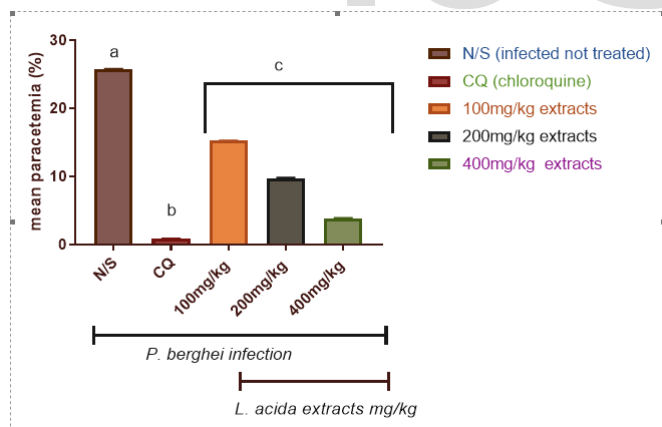 30
20
10
0
mean paracetemia (%)
a
b
c
N/S
CQ
100mg/kg
200mg/kg
400mg/kg
P. berghei infection
L. acida extracts mg/kg
N/S (infected not treated)
CQ (chloroquine)
100mg/kg extracts
200mg/kg extracts
400mg/kg extracts